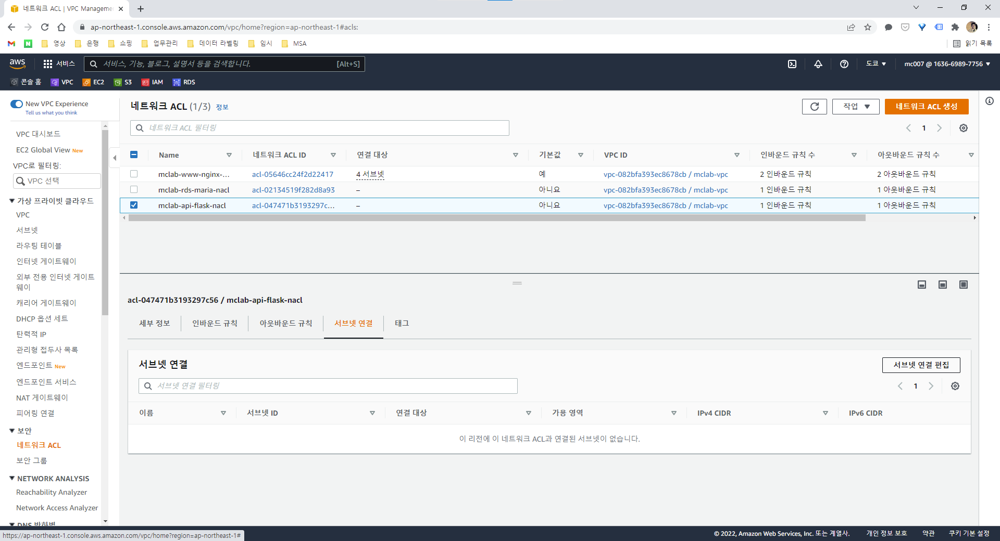 네트워크 ACL | VPC Manageme
ap-northeast-1.console.aws.amazon.com/vpc/home?region=ap-northeast-1#acls:
영상 은행 쇼핑 업무관리 데이터 라벨링 임시 MSA 읽기 목록
aws 서비스 서비스, 기능, 블로그, 설명서 등을 검색합니다. [Alt+S] 도쿄 mc007 @ 1636-6989-7756
콘솔 홈 VPC EC2 S3 IAM RDS
New VPC Experience
Tell us what you think
VPC 대시보드
EC2 Global View New
VPC로 필터링:
VPC 선택
가상 프라이빗 클라우드
VPC
서브넷
라우팅 테이블
인터넷 게이트웨이
외부 전용 인터넷 게이트
웨이
캐리어 게이트웨이
DHCP 옵션 세트
탄력적 IP
관리형 접두사 목록
엔드포인트 New
엔드포인트 서비스
NAT 게이트웨이
피어링 연결
보안
네트워크 ACL
보안 그룹
NETWORK ANALYSIS
Reachability Analyzer
Network Access Analyzer
DNS 방화벽
네트워크 ACL (1/3) 정보
작업 네트워크 ACL 생성
네트워크 ACL 필터링
1
Name 네트워크 ACL ID 연결 대상 기본값 VPC ID 인바운드 규칙 수 아웃바운드 규칙 수
mclab-www-nginx-... acl-05646cc24f2d22417 4 서브넷 예 vpc-082bfa393ec8678cb / mclab-vpc 2 인바운드 규칙 2 아웃바운드 규칙
mclab-rds-maria-nacl acl-02134519f282d8a93 – 아니요 vpc-082bfa393ec8678cb / mclab-vpc 1 인바운드 규칙 1 아웃바운드 규칙
mclab-api-flask-nacl acl-047471b3193297c... – 아니요 vpc-082bfa393ec8678cb / mclab-vpc 1 인바운드 규칙 1 아웃바운드 규칙
acl-047471b3193297c56 / mclab-api-flask-nacl
세부 정보 인바운드 규칙 아웃바운드 규칙 서브넷 연결 태그
서브넷 연결
서브넷 연결 편집
서브넷 연결 필터링
1
이름 서브넷 ID 연결 대상 가용 영역 IPv4 CIDR IPv6 CIDR
이 리전에 이 네트워크 ACL과 연결된 서브넷이 없습니다.
https://ap-northeast-1.console.aws.amazon.com/vpc/home?region=ap-northeast-1#
© 2022, Amazon Web Services, Inc. 또는 계열사. 개인 정보 보호 약관 쿠키 기본 설정